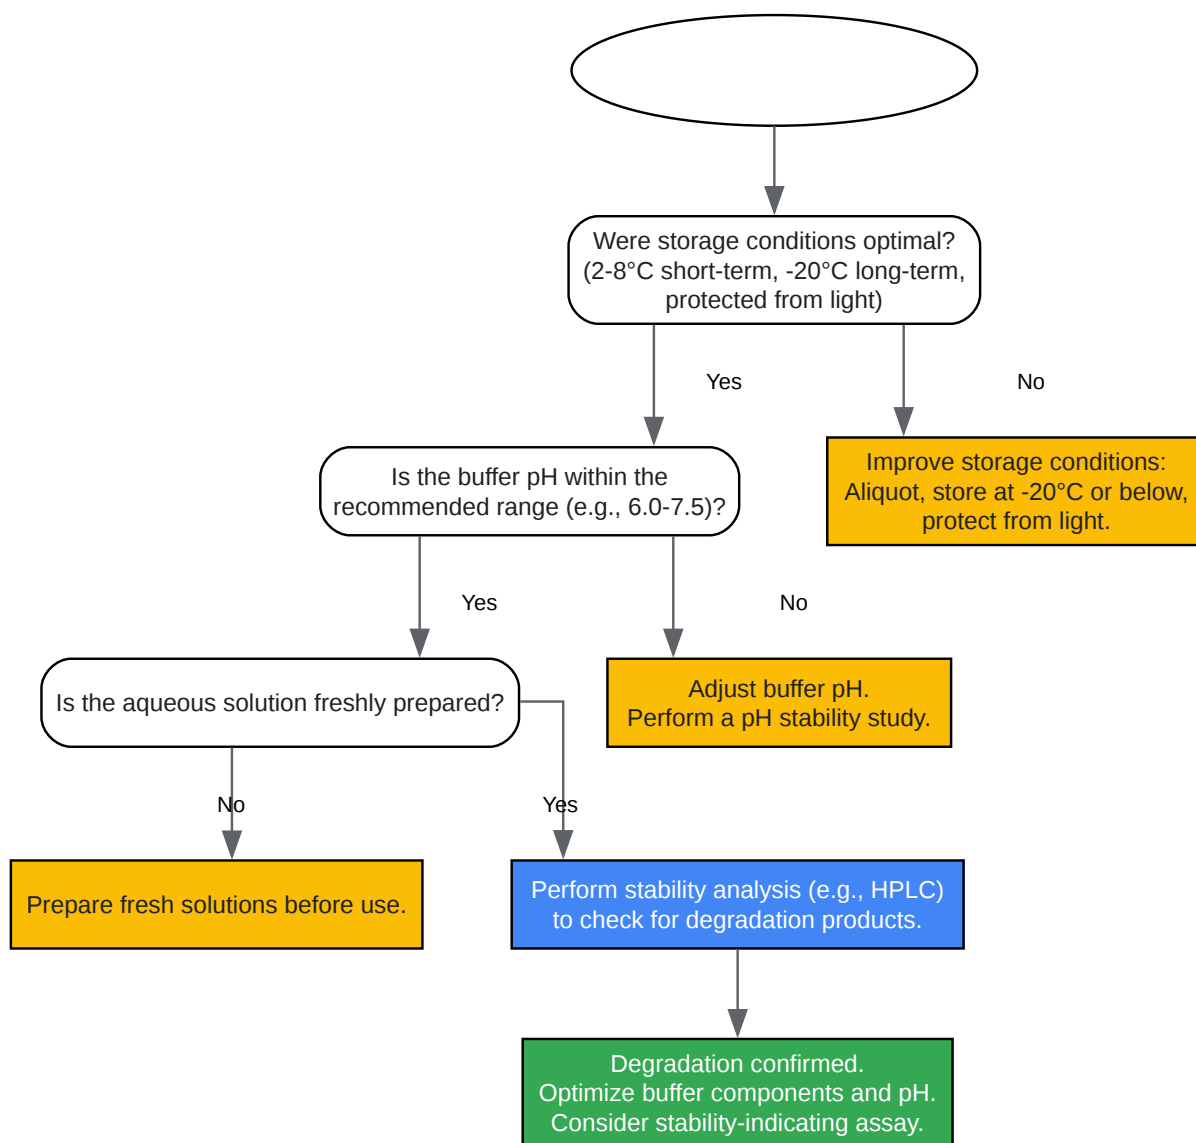 Were storage conditions optimal?
(2-8°C short-term, -20°C long-term,
protected from light)
Yes
No
Is the buffer pH within the
recommended range (e.g., 6.0-7.5)?
Improve storage conditions:
Aliquot, store at -20°C or below,
protect from light.
Yes
No
Is the aqueous solution freshly prepared?
Adjust buffer pH.
Perform a pH stability study.
No
Yes
Prepare fresh solutions before use.
Perform stability analysis (e.g., HPLC)
to check for degradation products.
Degradation confirmed.
Optimize buffer components and pH.
Consider stability-indicating assay.